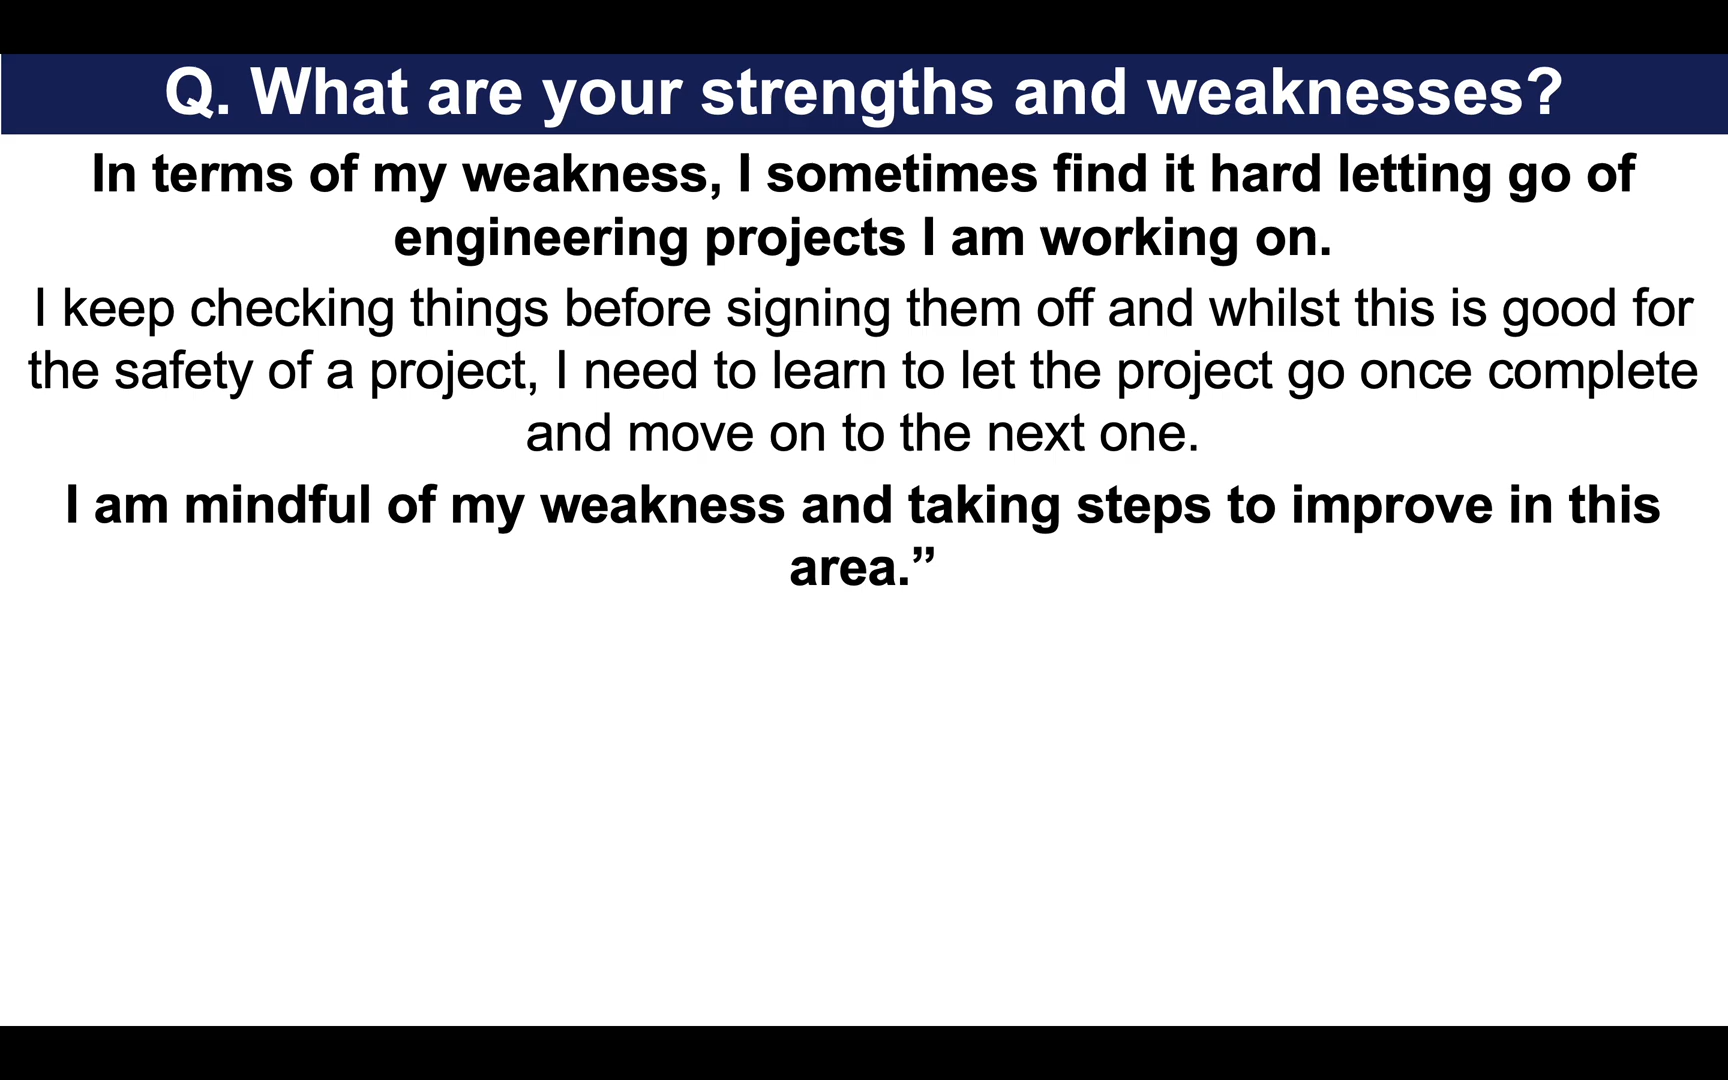 Q. What are your strengths and weaknesses?
In terms of my weakness, I sometimes find it hard letting go of
engineering projects I am working on.
I keep checking things before signing them off and whilst this is good for
the safety of a project, I need to learn to let the project go once complete
and move on to the next one.
I am mindful of my weakness and taking steps to improve in this
area.”